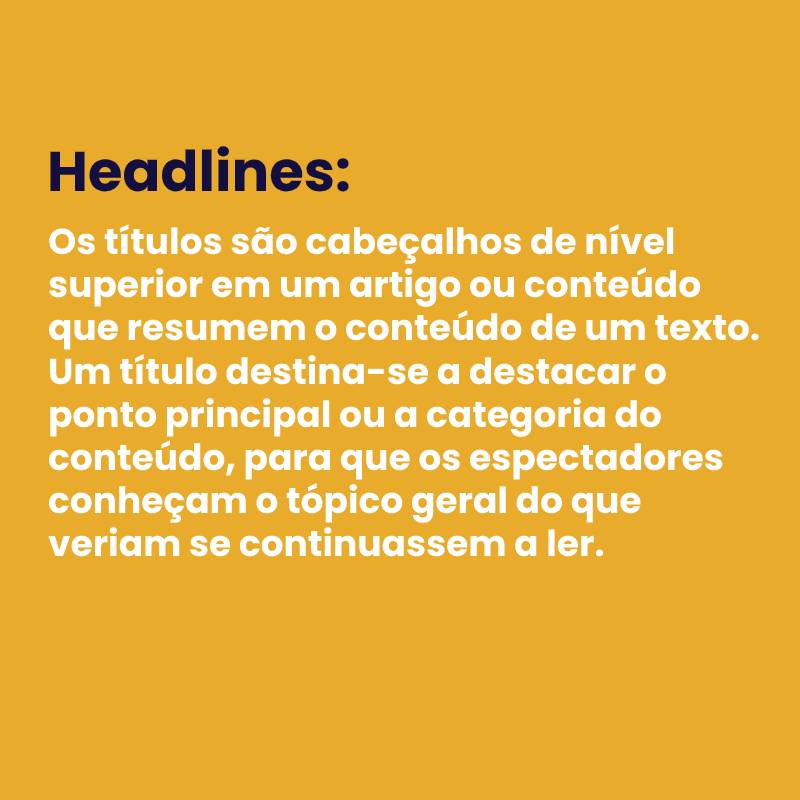 Headlines:
Os títulos são cabeçalhos de nível
superior em um artigo ou conteúdo
que resumem o conteúdo de um texto.
Um título destina-se a destacar o
ponto principal ou a categoria do
conteúdo, para que os espectadores
conheçam o tópico geral do que
veriam se continuassem a ler.